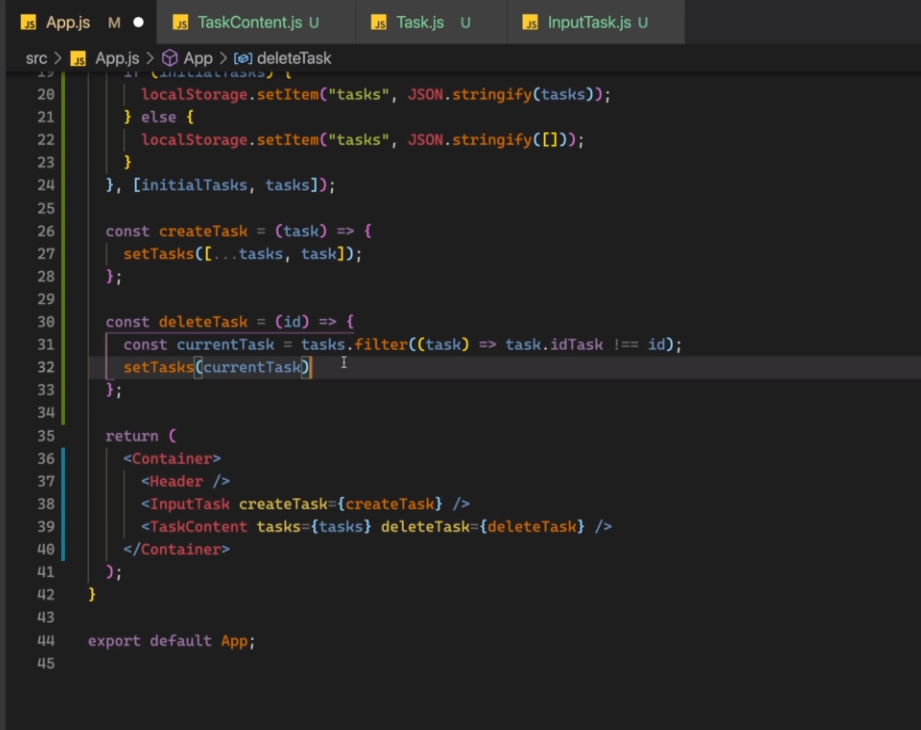 JS App.js M
JS TaskContent.js U
JS Task.js U
JS InputTask.js U
src > JS App.js > App > deleteTask
19 if (initialTasks) {
20 localStorage.setItem("tasks", JSON.stringify(tasks));
21 } else {
22 localStorage.setItem("tasks", JSON.stringify([]));
23 }
24 }, [initialTasks, tasks]);
25
26 const createTask = (task) => {
27 setTasks([...tasks, task]);
28 };
29
30 const deleteTask = (id) => {
31 const currentTask = tasks.filter((task) => task.idTask !== id);
32 setTasks(currentTask)
33 };
34
35 return (
36 <Container>
37 <Header />
38 <InputTask createTask={createTask} />
39 <TaskContent tasks={tasks} deleteTask={deleteTask} />
40 </Container>
41 );
42 }
43
44 export default App;
45